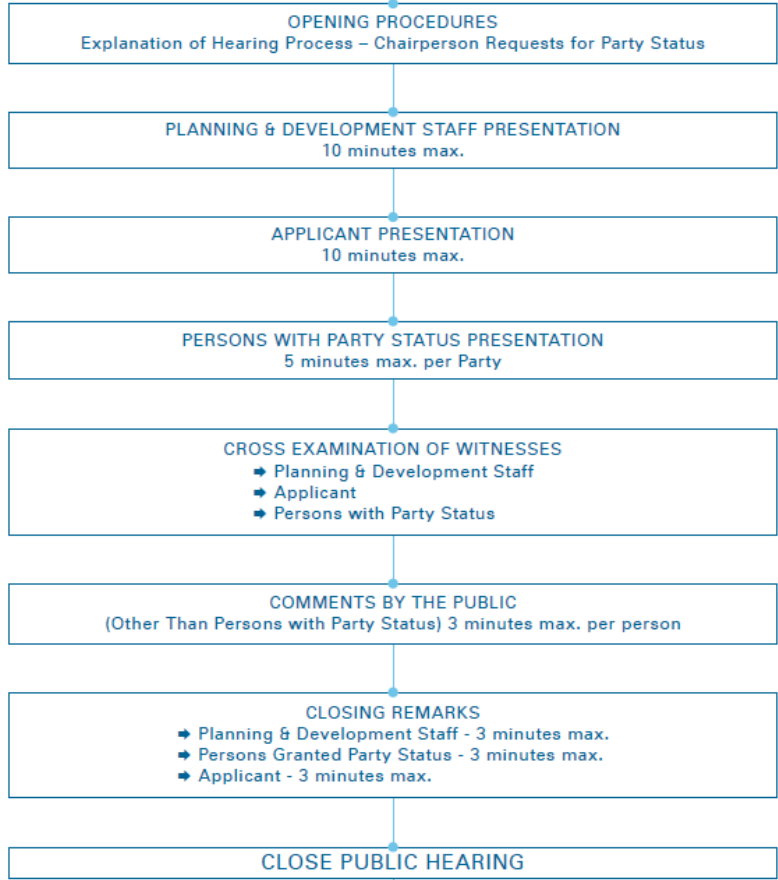 OPENING PROCEDURES
Explanation of Hearing Process – Chairperson Requests for Party Status
PLANNING & DEVELOPMENT STAFF PRESENTATION
10 minutes max.
APPLICANT PRESENTATION
10 minutes max.
PERSONS WITH PARTY STATUS PRESENTATION
5 minutes max. per Party
CROSS EXAMINATION OF WITNESSES
➡ Planning & Development Staff
➡ Applicant
➡ Persons with Party Status
COMMENTS BY THE PUBLIC
(Other Than Persons with Party Status) 3 minutes max. per person
CLOSING REMARKS
➡ Planning & Development Staff - 3 minutes max.
➡ Persons Granted Party Status - 3 minutes max.
➡ Applicant - 3 minutes max.
CLOSE PUBLIC HEARING